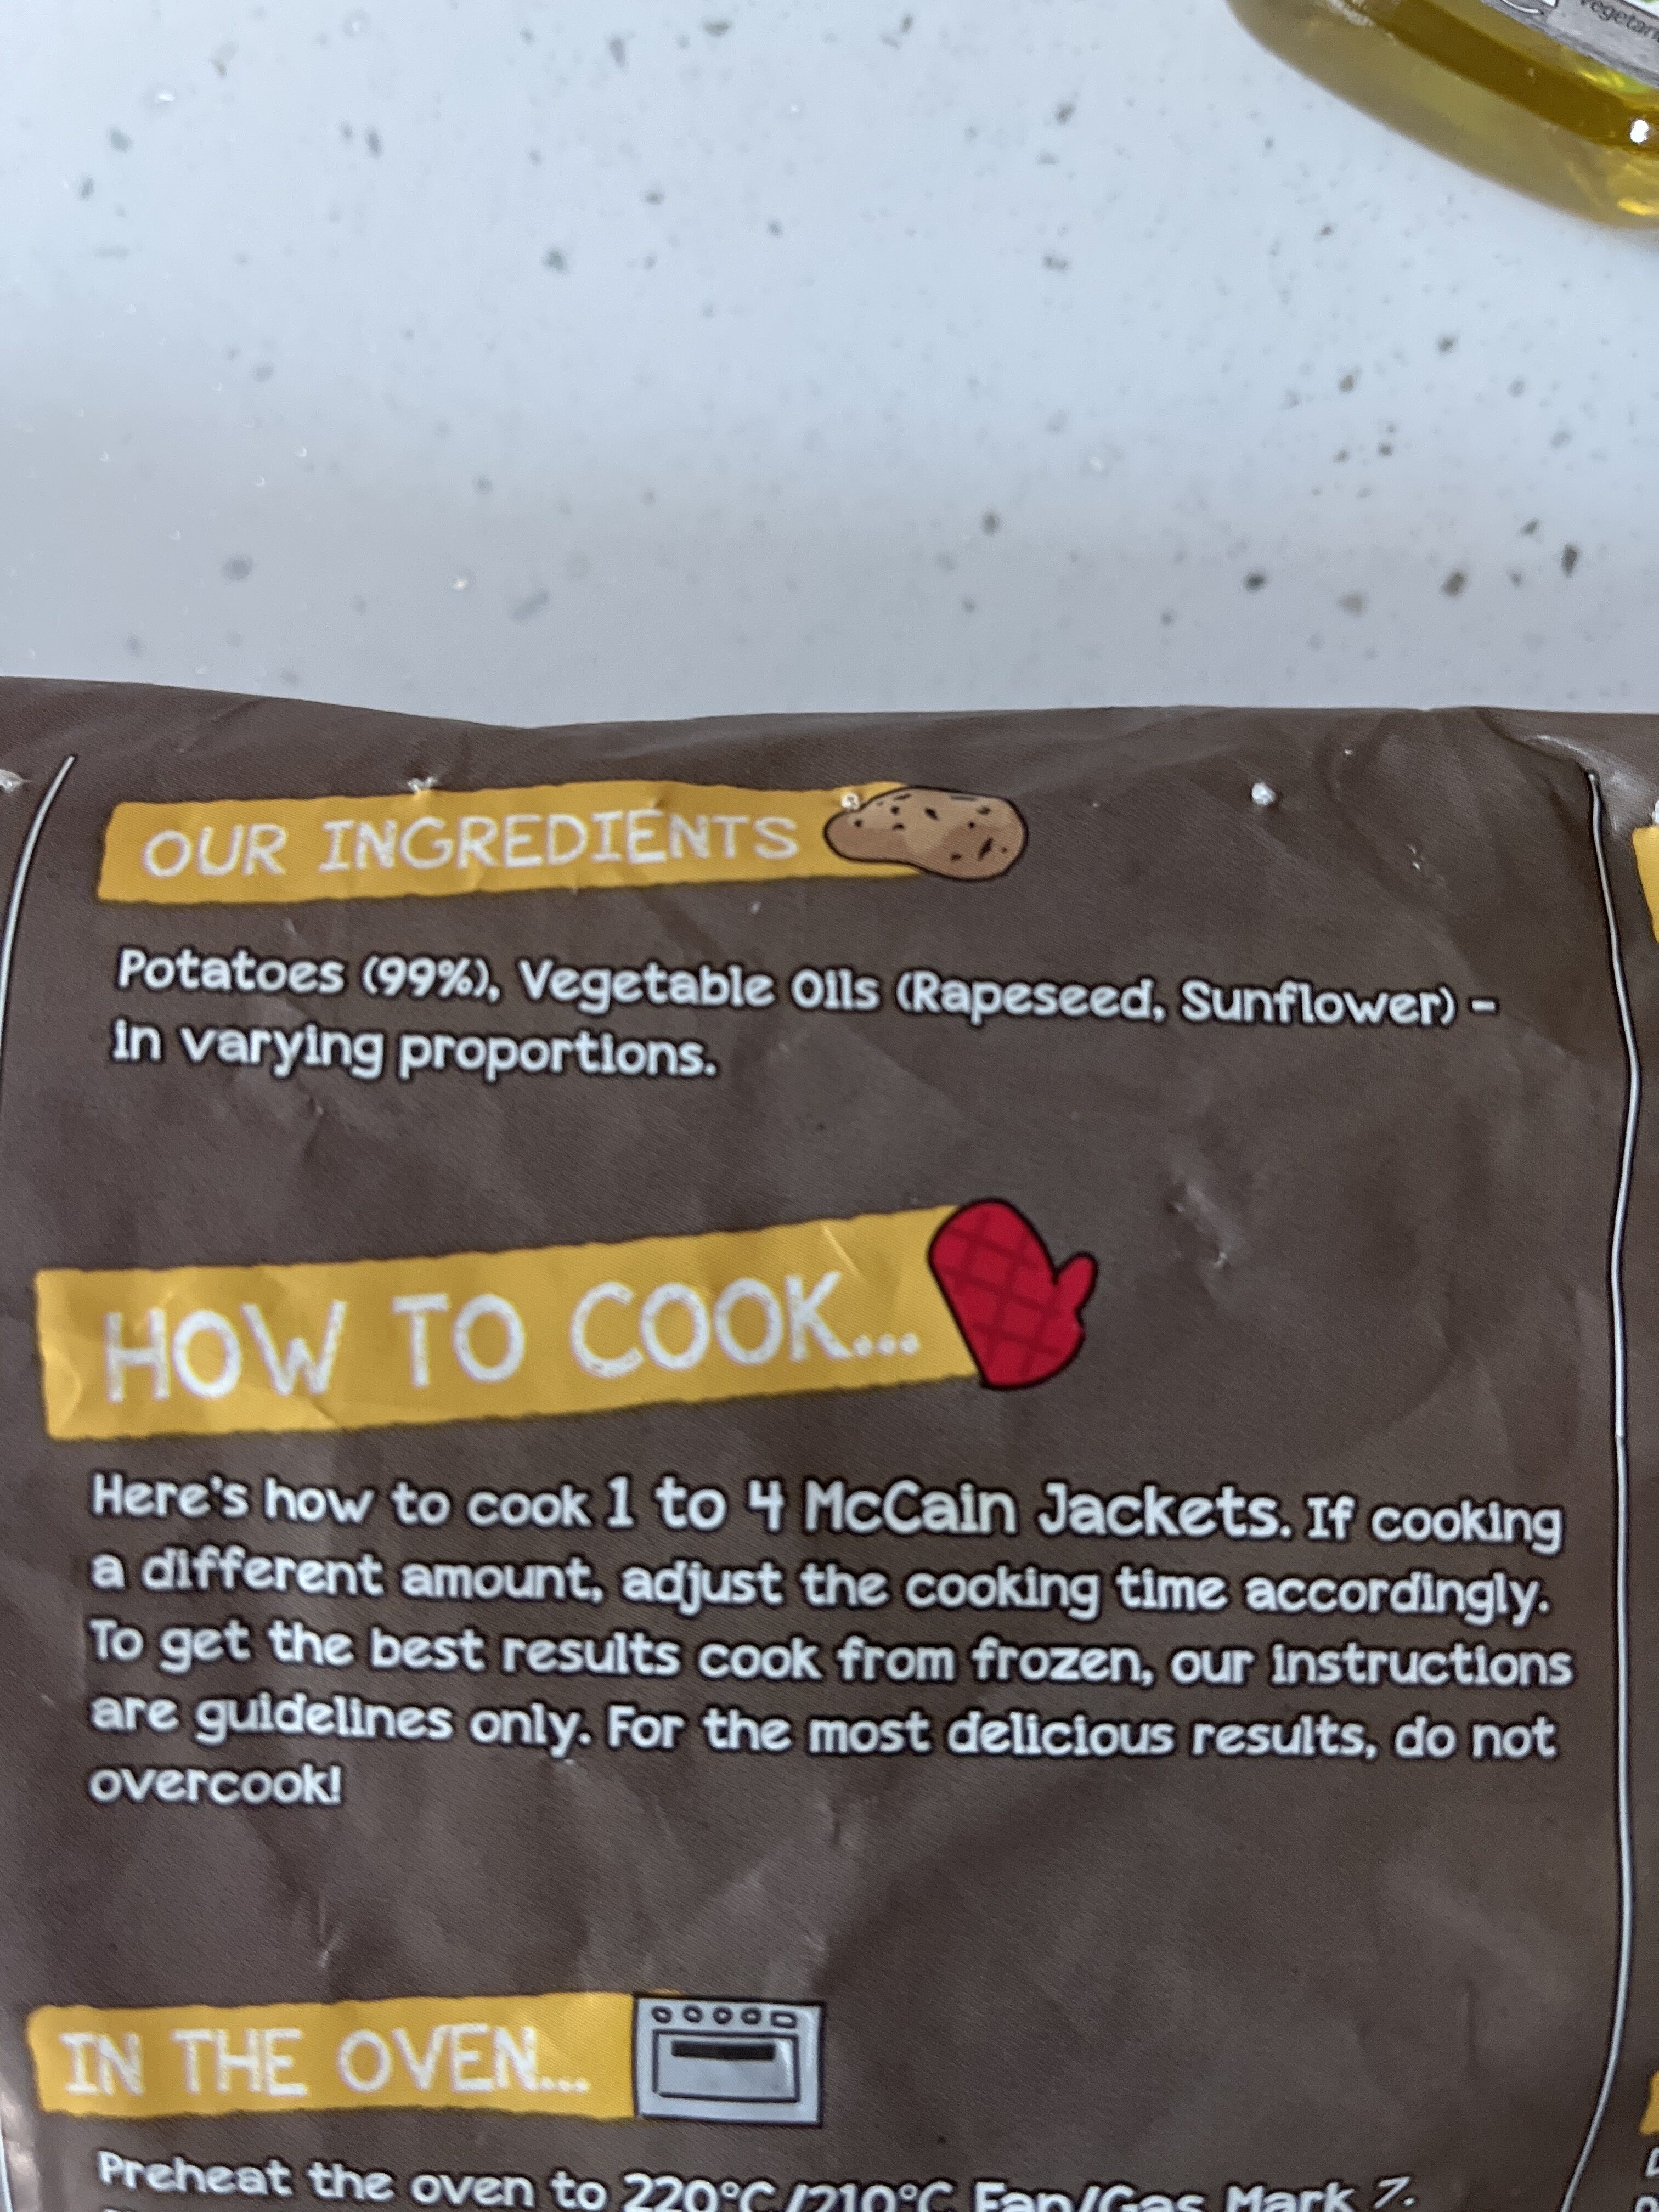 vegetari
OUR INGREDIENTS
Potatoes (99%), Vegetable Oils (Rapeseed, Sunflower) -
in varying proportions.
HOW TO COOK...
Here's how to cook 1 to 4 McCain Jackets. If cooking
a different amount, adjust the cooking time accordingly.
To get the best results cook from frozen, our instructions
are guidelines only. For the most delicious results, do not
overcook!
IN THE OVEN...
Preheat the oven to 220°C/210°C Fan/Gas Mark 7.